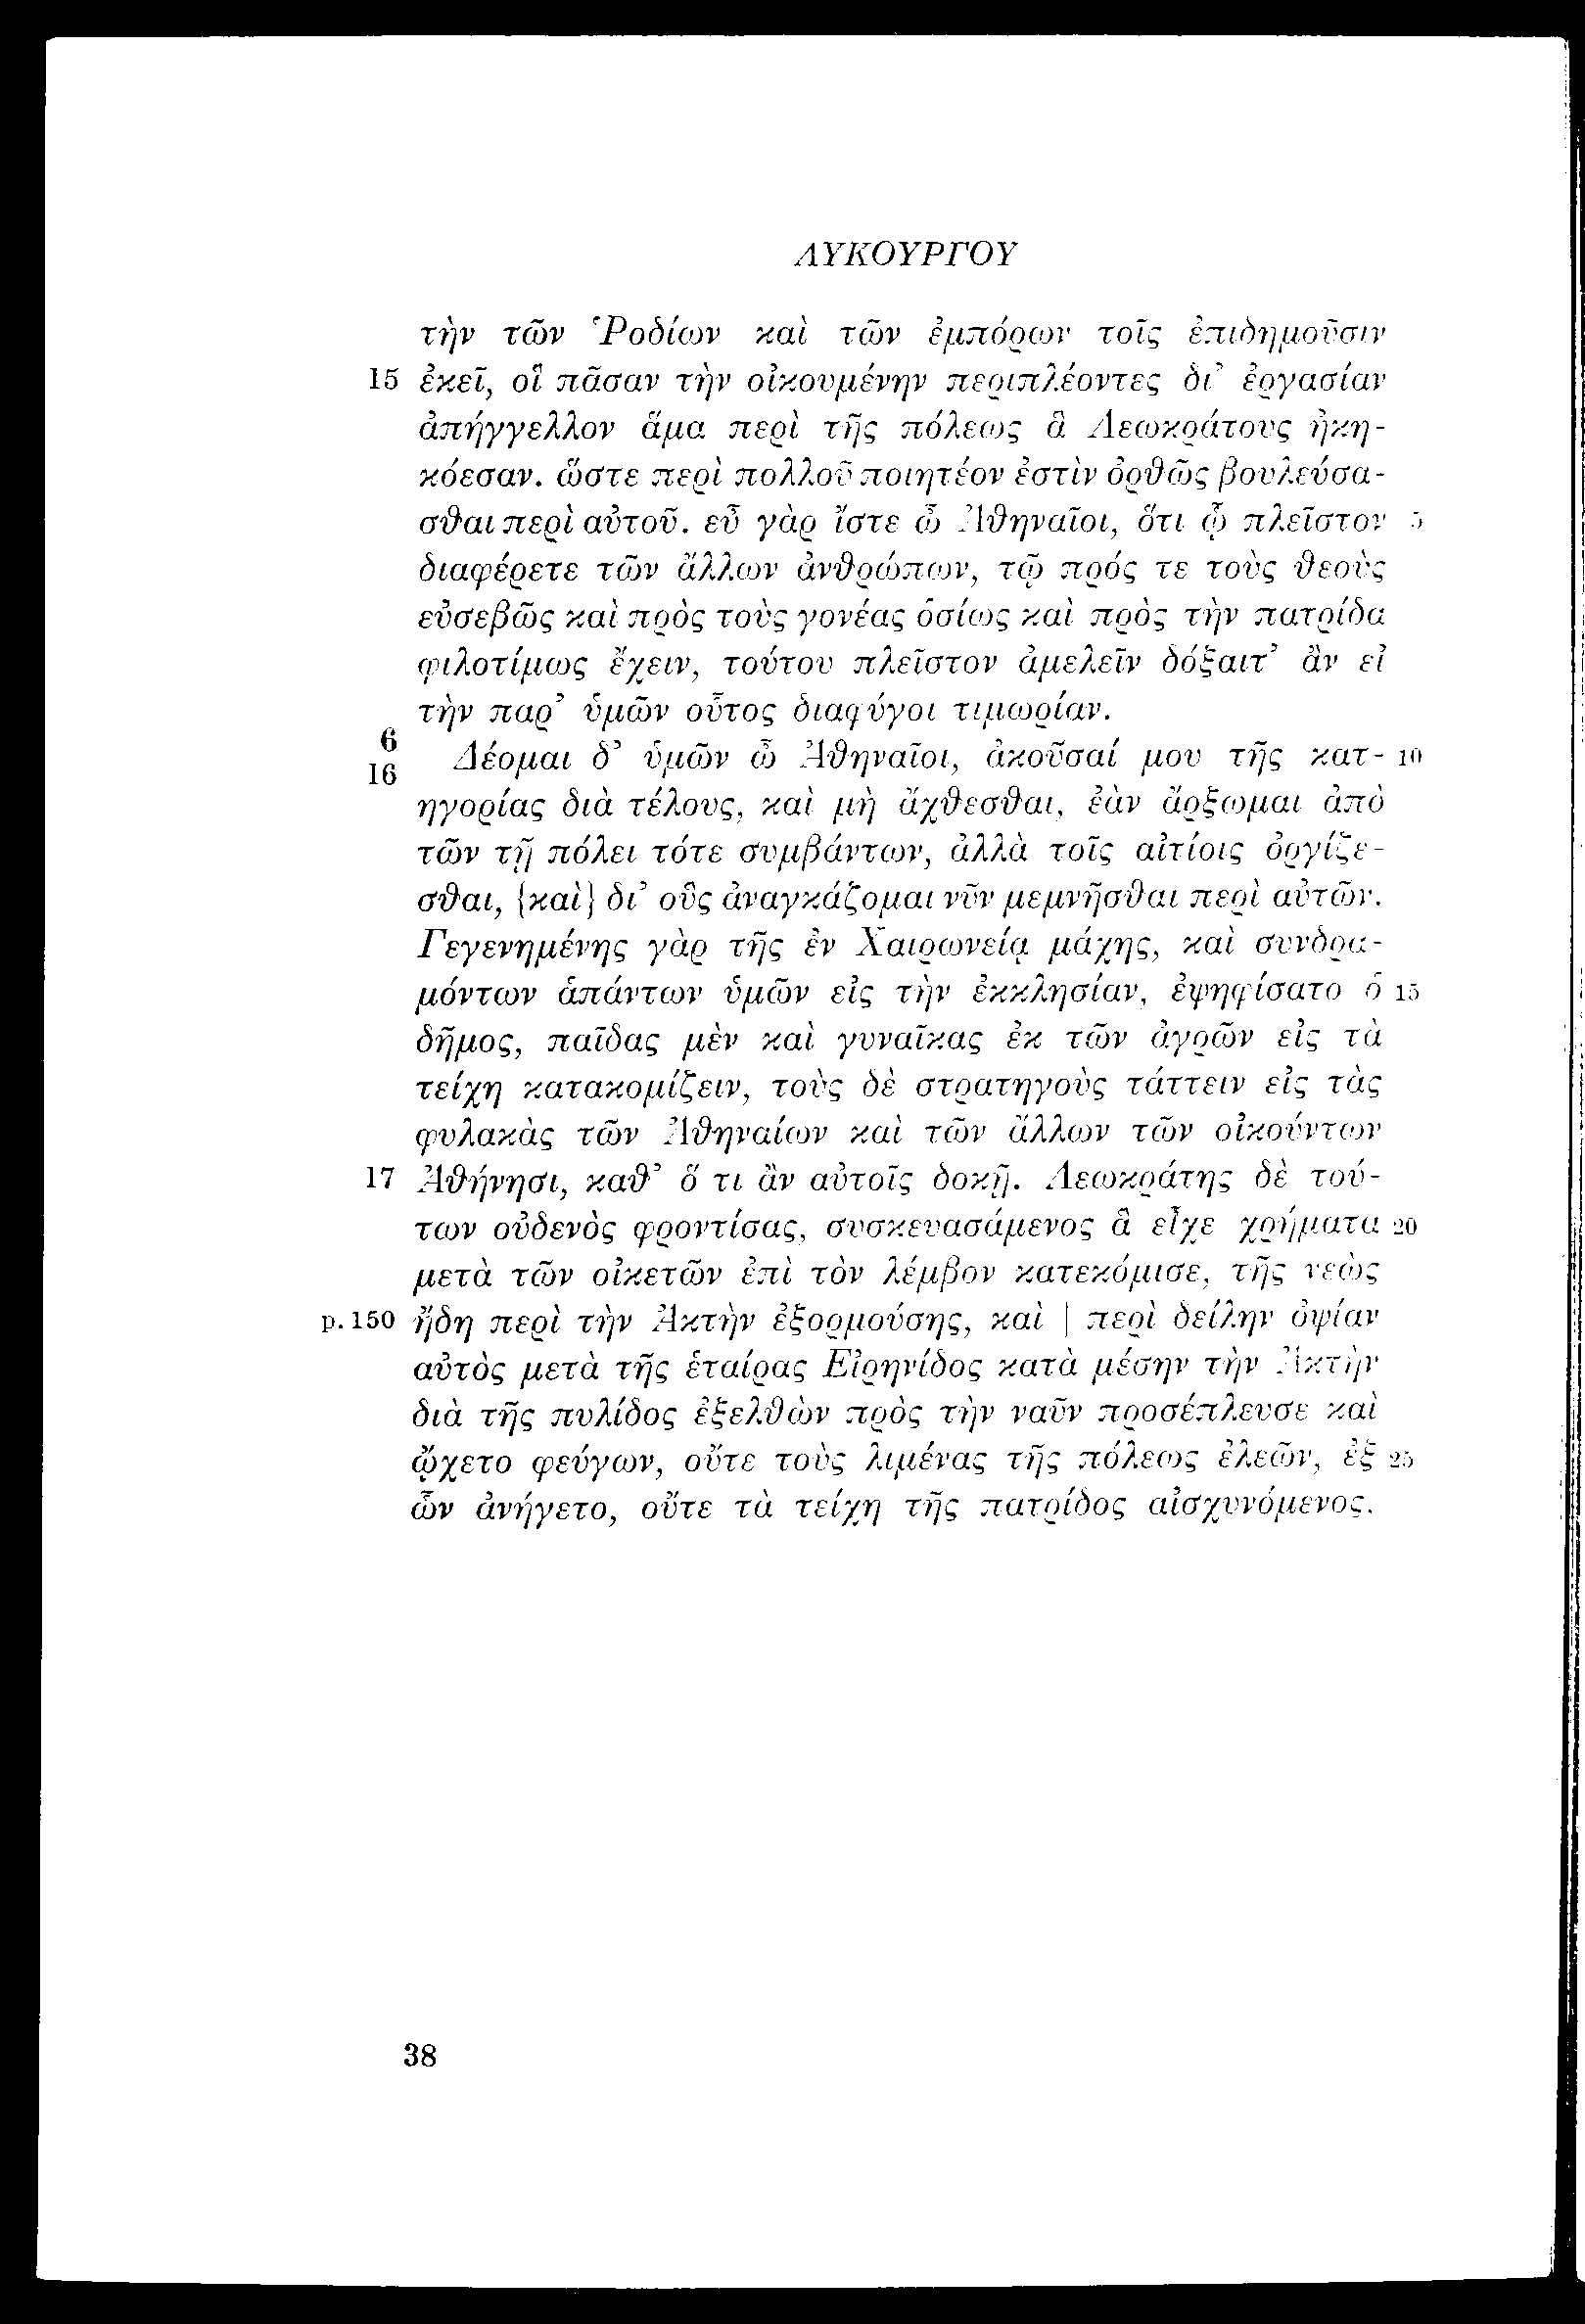 ΛΥΚΟΥΡΓΟΥ
τὴν τῶν Ῥοδίων καὶ τῶν ἐμπόρων τοῖς ἐπιδημοῦσιν
15 ἐκεῖ, οἳ πᾶσαν τὴν οἰκουμένην περιπλέοντες δι’ ἐργασίαν
ἀπήγγελλον ἅμα περὶ τῆς πόλεως ἃ Λεωκράτους ἠκη-
κόεσαν. ὥστε περὶ πολλοῦ ποιητέον ἐστὶν ὀρθῶς βουλεύσα-
σθαι περὶ αὐτοῦ. εὖ γὰρ ἴστε ὦ Ἀθηναῖοι, ὅτι ᾧ πλεῖστον 5
διαφέρετε τῶν ἄλλων ἀνθρώπων, τῷ πρός τε τοὺς θεοὺς
εὐσεβῶς καὶ πρὸς τοὺς γονέας ὁσίως καὶ πρὸς τὴν πατρίδα
φιλοτίμως ἔχειν, τούτου πλεῖστον ἀμελεῖν δόξαιτ’ ἂν εἰ
τὴν παρ’ ὑμῶν οὗτος διαφύγοι τιμωρίαν.
6
16 Δέομαι δ’ ὑμῶν ὦ Ἀθηναῖοι, ἀκοῦσαί μου τῆς κατ- 10
ηγορίας διὰ τέλους, καὶ μὴ ἄχθεσθαι, ἐὰν ἄρξωμαι ἀπὸ
τῶν τῇ πόλει τότε συμβάντων, ἀλλὰ τοῖς αἰτίοις ὀργίζε-
σθαι, {καὶ} δι’ οὓς ἀναγκάζομαι νῦν μεμνῆσθαι περὶ αὐτῶν.
Γεγενημένης γὰρ τῆς ἐν Χαιρωνείᾳ μάχης, καὶ συνδρα-
μόντων ἁπάντων ὑμῶν εἰς τὴν ἐκκλησίαν, ἐψηφίσατο ὁ 15
δῆμος, παῖδας μὲν καὶ γυναῖκας ἐκ τῶν ἀγρῶν εἰς τὰ
τείχη κατακομίζειν, τοὺς δὲ στρατηγοὺς τάττειν εἰς τὰς
φυλακὰς τῶν Ἀθηναίων καὶ τῶν ἄλλων τῶν οἰκούντων
17 Ἀθήνησι, καθ’ ὅ τι ἂν αὐτοῖς δοκῇ. Λεωκράτης δὲ τού-
των οὐδενὸς φροντίσας, συσκευασάμενος ἃ εἶχε χρήματα 20
μετὰ τῶν οἰκετῶν ἐπὶ τὸν λέμβον κατεκόμισε, τῆς νεὼς
p. 150 ἤδη περὶ τὴν Ἀκτὴν ἐξορμούσης, καὶ | περὶ δείλην ὀψίαν
αὐτὸς μετὰ τῆς ἑταίρας Εἰρηνίδος κατὰ μέσην τὴν Ἀκτὴν
διὰ τῆς πυλίδος ἐξελθὼν πρὸς τὴν ναῦν προσέπλευσε καὶ
ᾤχετο φεύγων, οὔτε τοὺς λιμένας τῆς πόλεως ἐλεῶν, ἐξ 25
ὧν ἀνήγετο, οὔτε τὰ τείχη τῆς πατρίδος αἰσχυνόμενος.
38